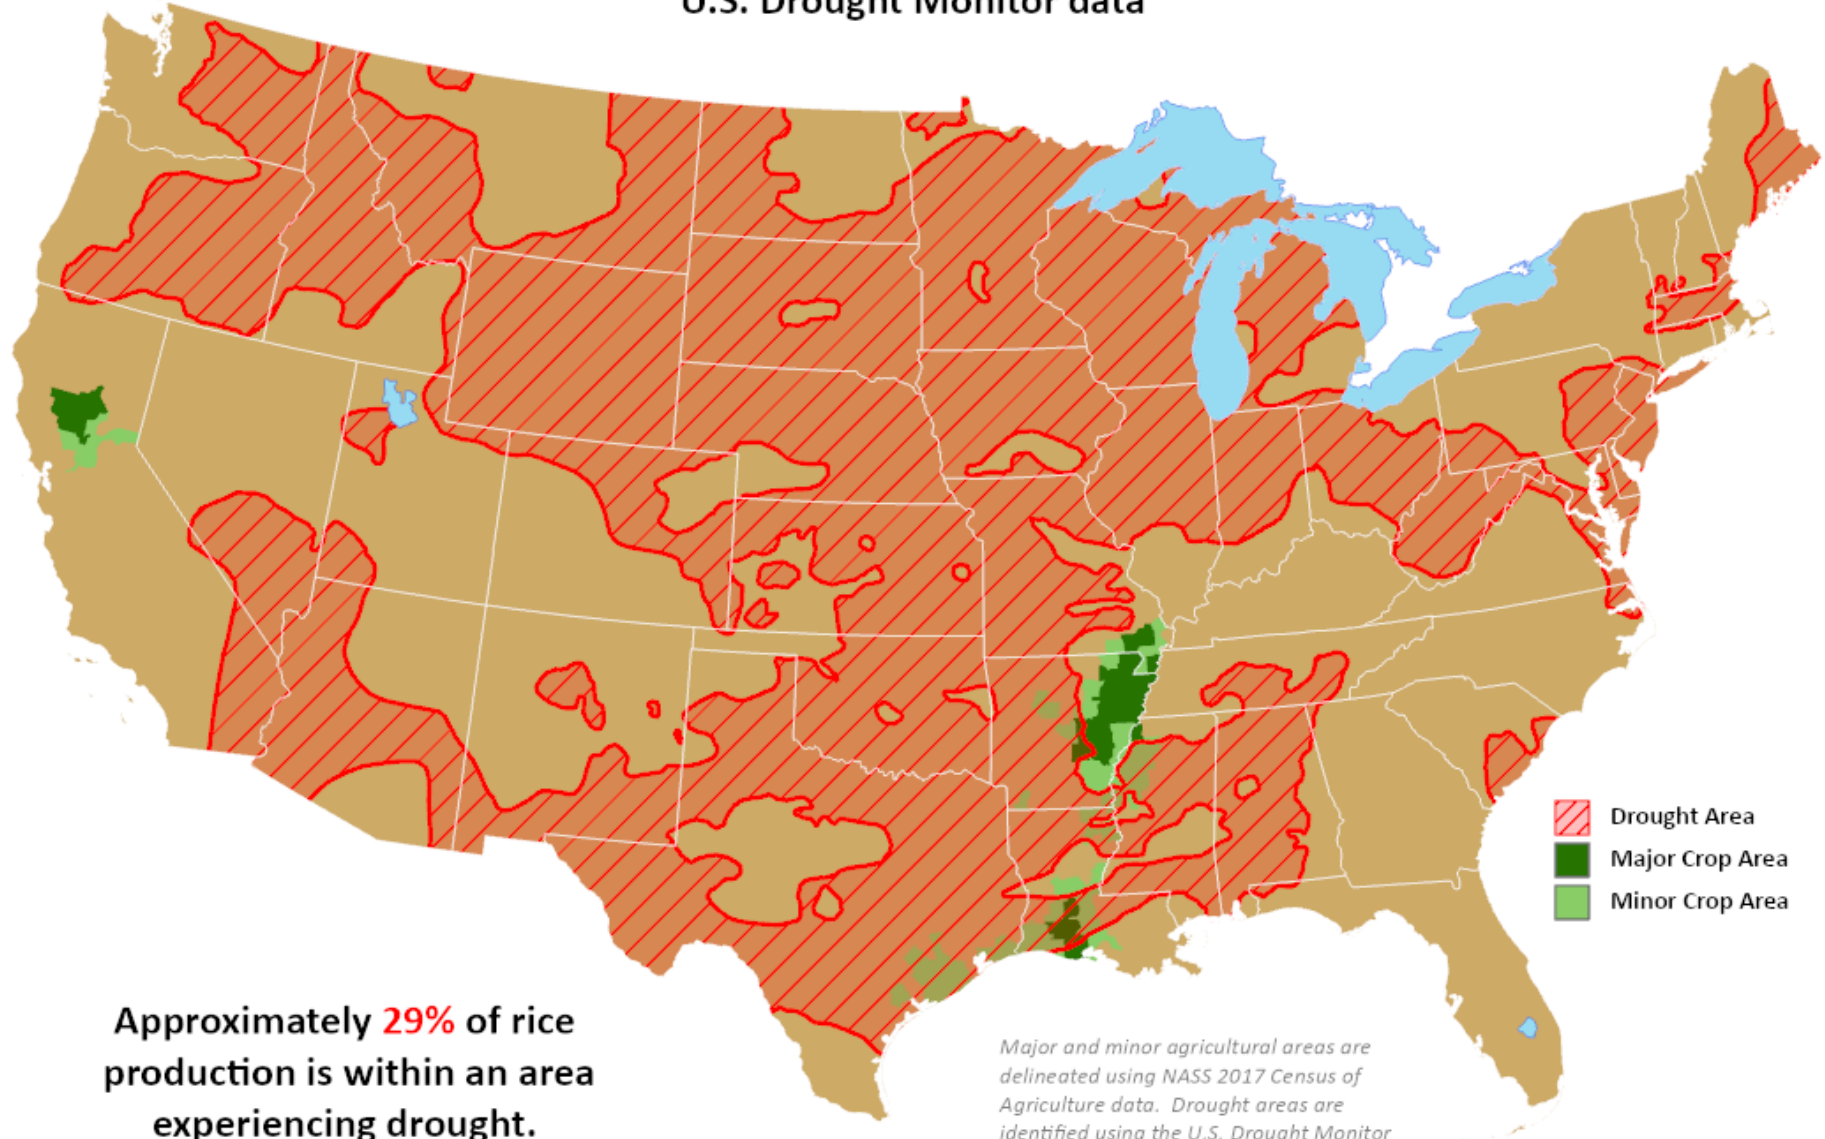 U.S. Drought Monitor data
Drought Area
Major Crop Area
Minor Crop Area
Approximately 29% of rice
production is within an area
experiencing drought.
Major and minor agricultural areas are
delineated using NASS 2017 Census of
Agriculture data. Drought areas are
identified using the U.S. Drought Monitor